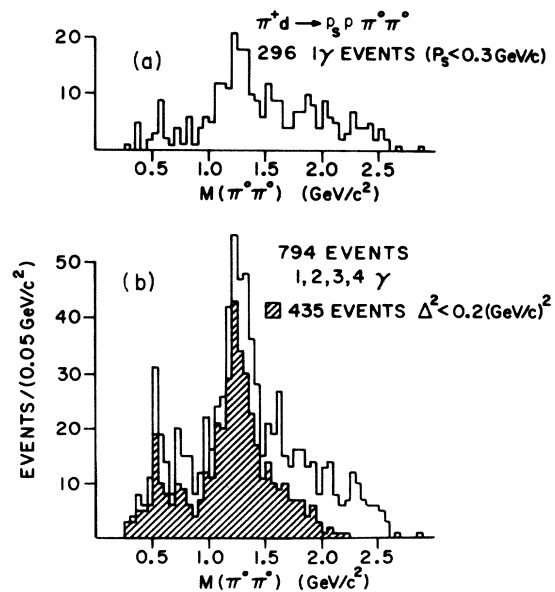 π⁺d → pₛ p π°π°
296 1γ EVENTS (Pₛ<0.3 GeV/c)
(a)
20
10
0.5 1.0 1.5 2.0 2.5
M(π°π°) (GeV/c²)
794 EVENTS
1,2,3,4 γ
435 EVENTS Δ²<0.2(GeV/c)²
(b)
EVENTS/(0.05 GeV/c²)
50
40
30
20
10
0.5 1.0 1.5 2.0 2.5
M(π°π°) (GeV/c²)